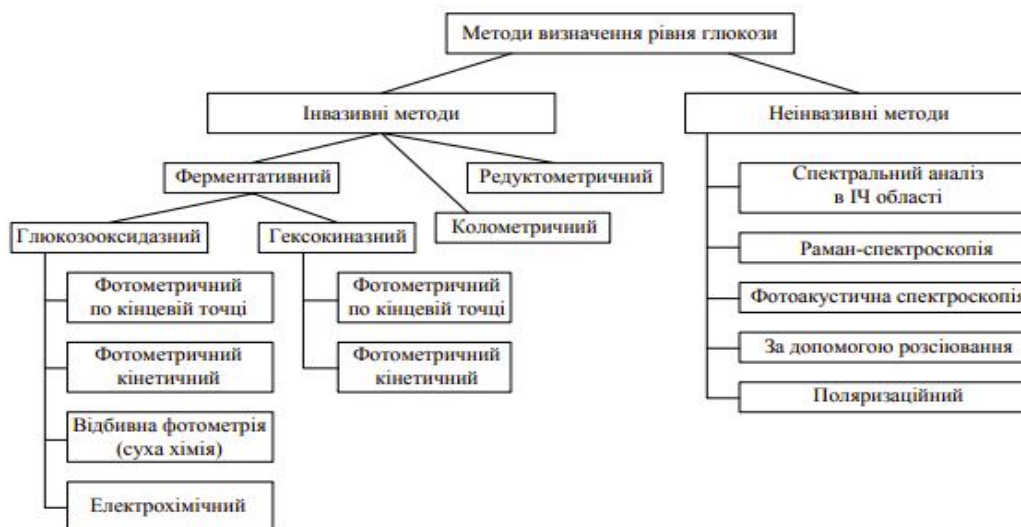 Методи визначення рівня глюкози
Інвазивні методи
Неінвазивні методи
Ферментативний
Редуктометричний
Колометричний
Глюкозооксидазний
Гексокиназний
Фотометричний
по кінцевій точці
Фотометричний
кінетичний
Відбивна фотометрія
(суха хімія)
Електрохімічний
Фотометричний
по кінцевій точці
Фотометричний
кінетичний
Спектральний аналіз
в ІЧ області
Раман-спектроскопія
Фотоакустична спектроскопія
За допомогою розсіювання
Поляризаційний